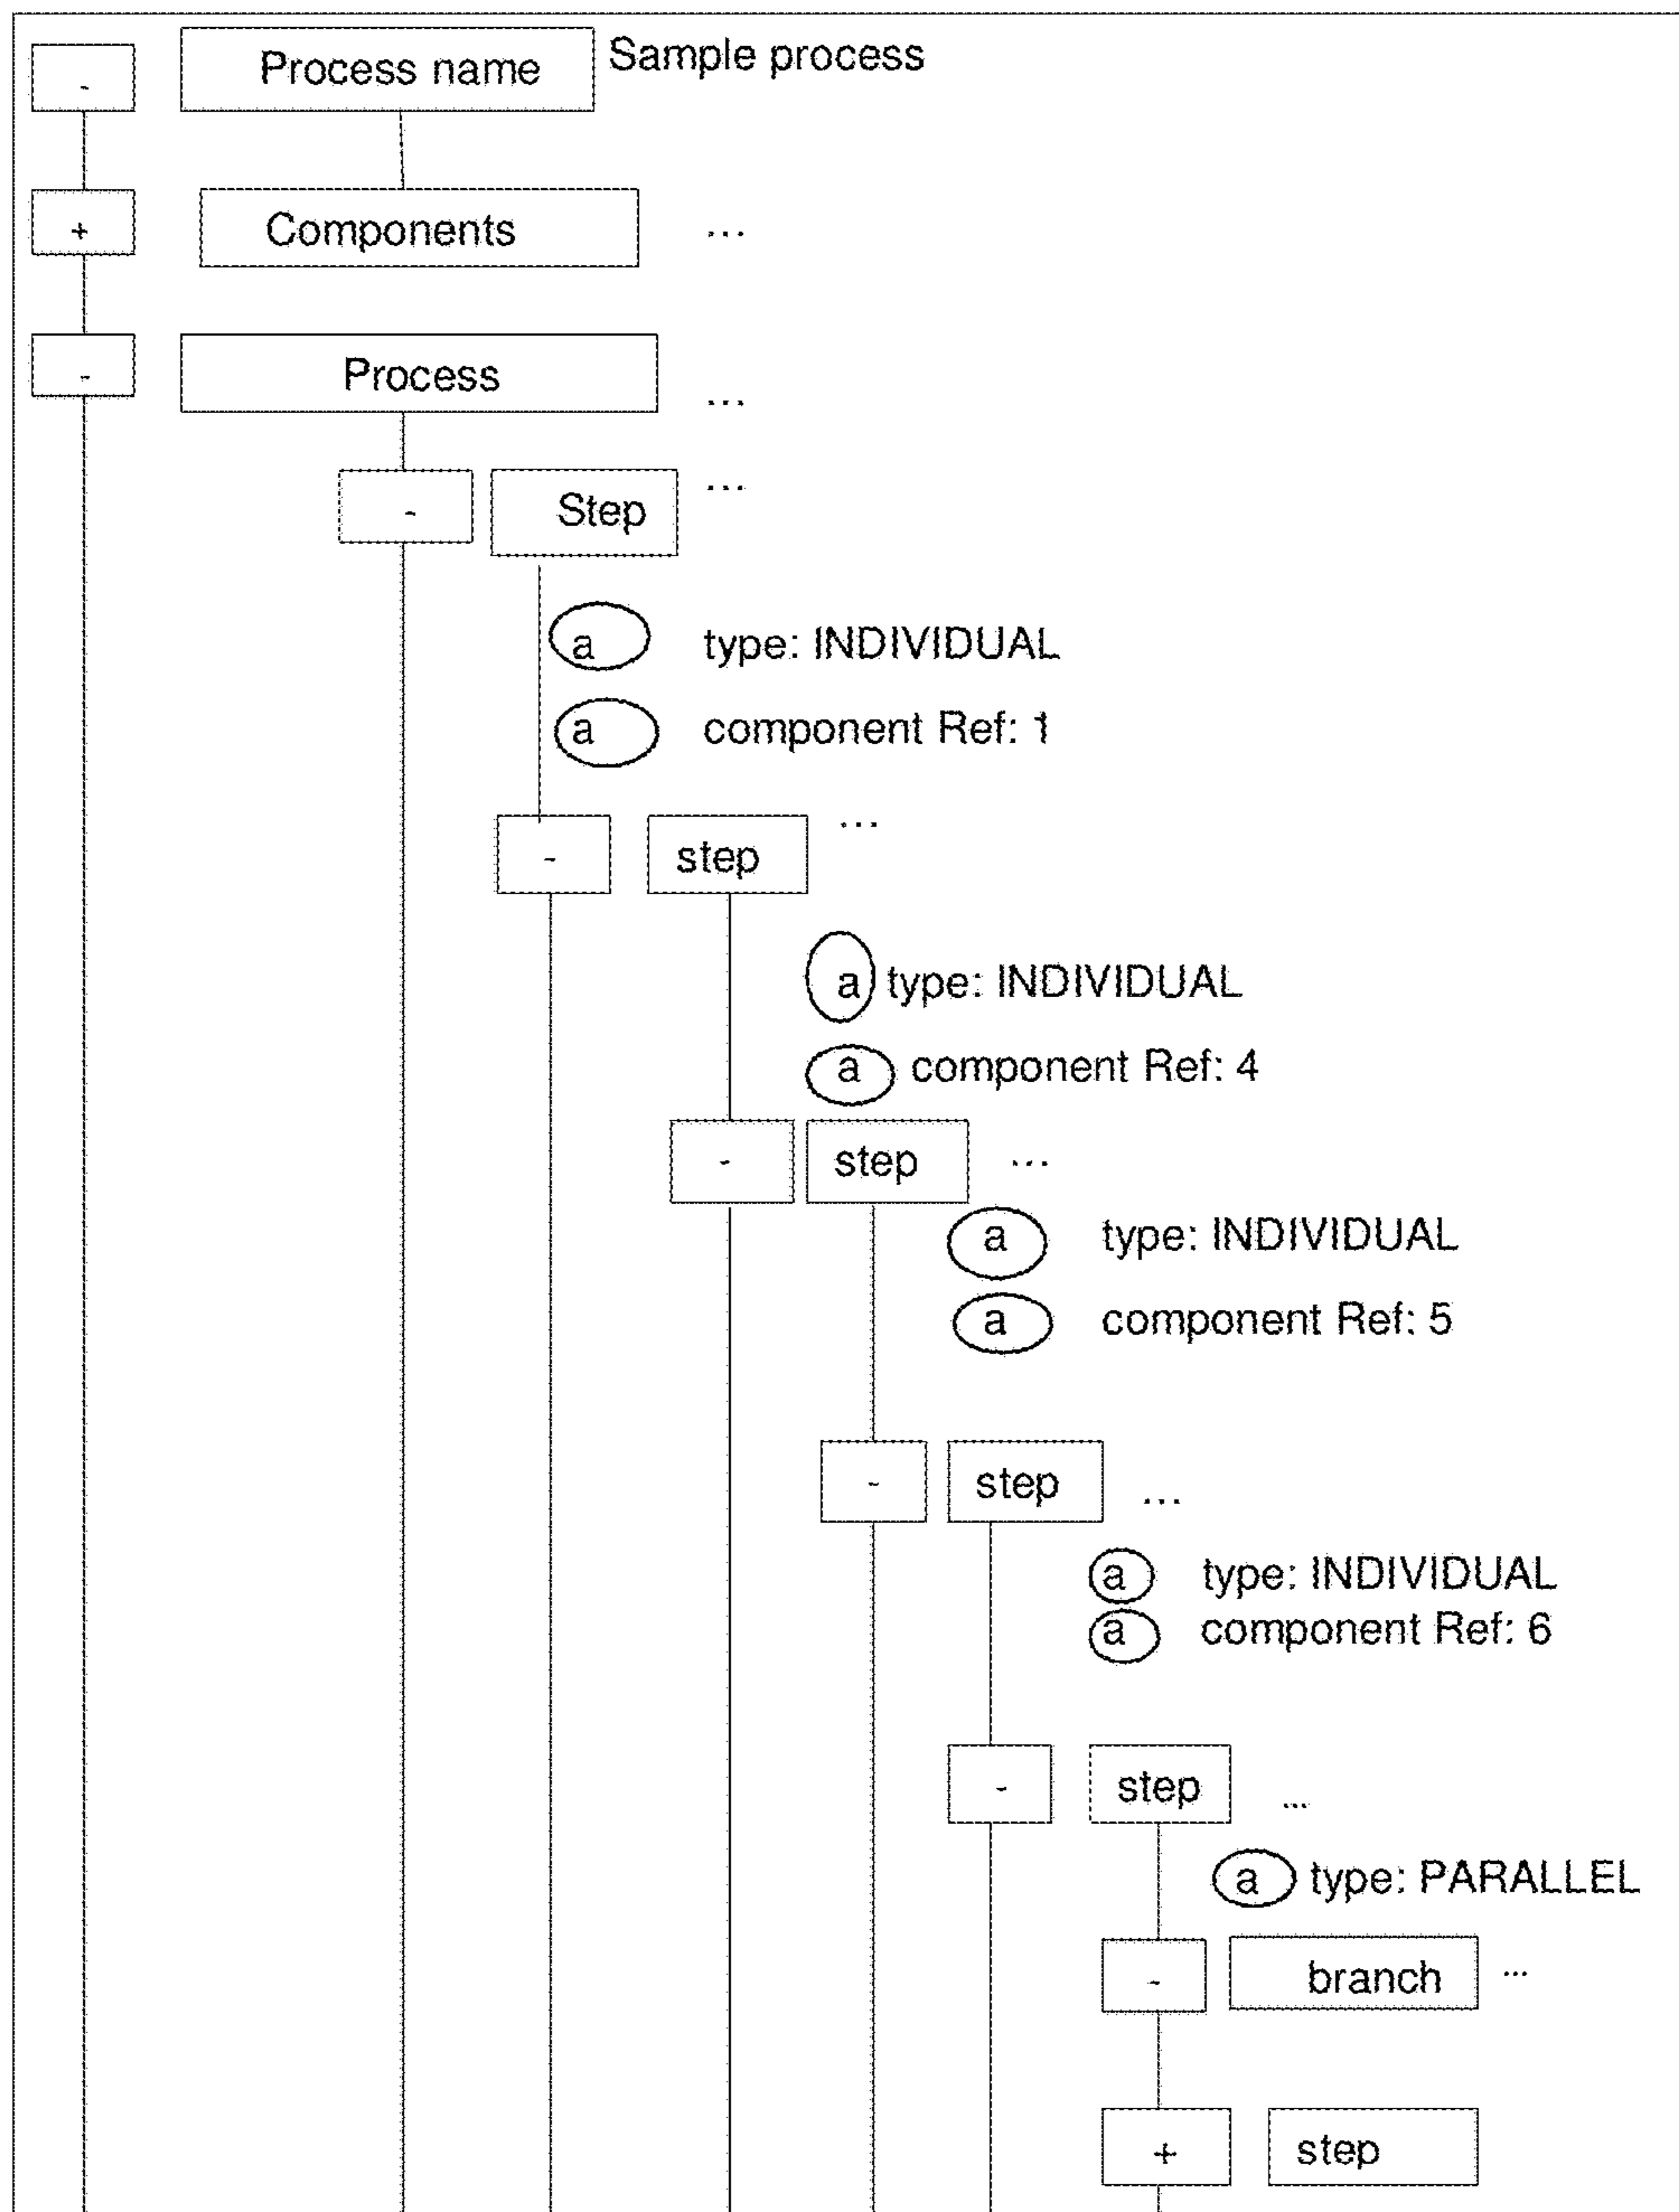 - Process name Sample process
+ Components ...
- Process ...
- Step ...
a type: INDIVIDUAL
a component Ref: 1
- step ...
a type: INDIVIDUAL
a component Ref: 4
- step ...
a type: INDIVIDUAL
a component Ref: 5
- step ...
a type: INDIVIDUAL
a component Ref: 6
- step ...
a type: PARALLEL
- branch ...
+ step